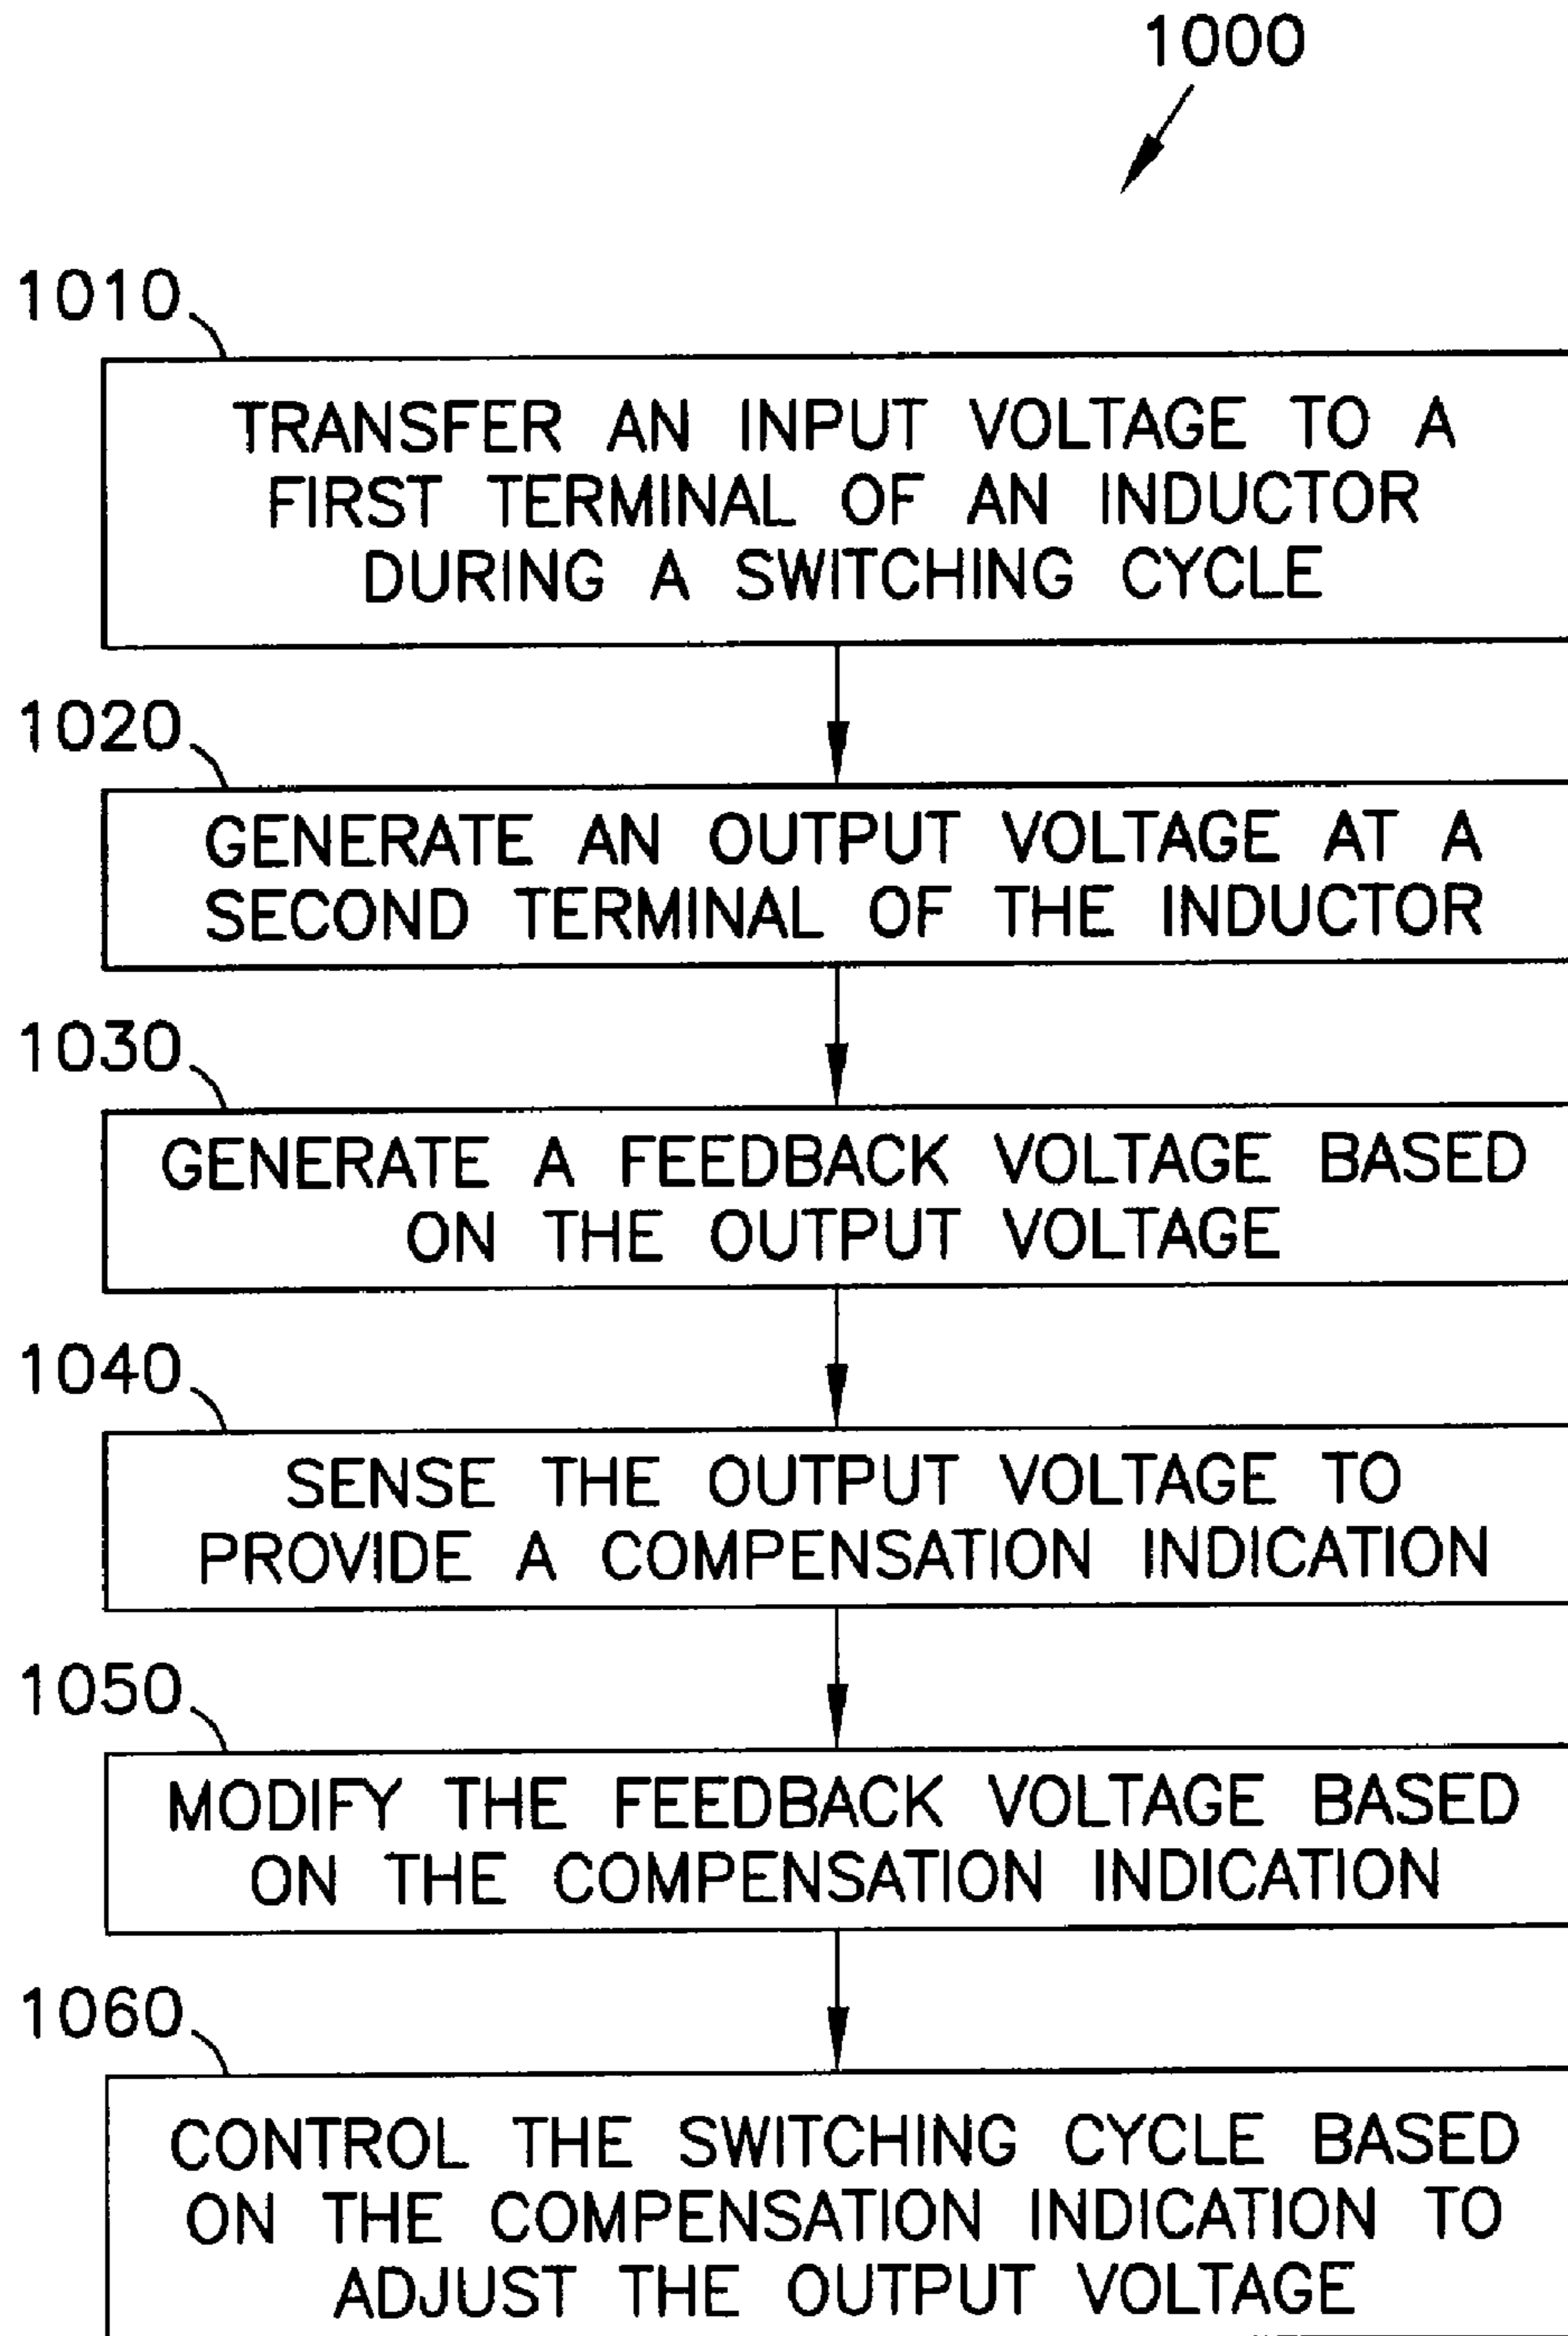 1000
1010
TRANSFER AN INPUT VOLTAGE TO A
FIRST TERMINAL OF AN INDUCTOR
DURING A SWITCHING CYCLE
1020
GENERATE AN OUTPUT VOLTAGE AT A
SECOND TERMINAL OF THE INDUCTOR
1030
GENERATE A FEEDBACK VOLTAGE BASED
ON THE OUTPUT VOLTAGE
1040
SENSE THE OUTPUT VOLTAGE TO
PROVIDE A COMPENSATION INDICATION
1050
MODIFY THE FEEDBACK VOLTAGE BASED
ON THE COMPENSATION INDICATION
1060
CONTROL THE SWITCHING CYCLE BASED
ON THE COMPENSATION INDICATION TO
ADJUST THE OUTPUT VOLTAGE